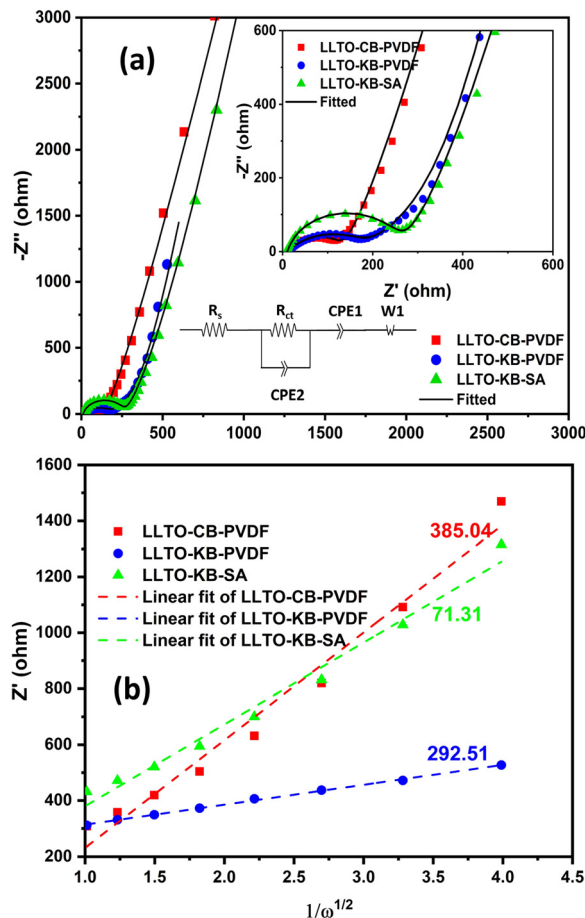 (a)
3000
2500
2000
1500
1000
500
0
-Z'' (ohm)
0 500 1000 1500 2000 2500 3000
600
400
200
0
-Z'' (ohm)
0 200 400 600
Z' (ohm)
LLTO-CB-PVDF
LLTO-KB-PVDF
LLTO-KB-SA
Fitted
Rs Rct CPE1 W1
CPE2
LLTO-CB-PVDF
LLTO-KB-PVDF
LLTO-KB-SA
Fitted
1600
1400
1200
1000
800
600
400
200
Z' (ohm)
LLTO-CB-PVDF
LLTO-KB-PVDF
LLTO-KB-SA
Linear fit of LLTO-CB-PVDF
Linear fit of LLTO-KB-PVDF
Linear fit of LLTO-KB-SA
385.04
71.31
292.51
(b)
1.0 1.5 2.0 2.5 3.0 3.5 4.0 4.5
1/ω^1/2